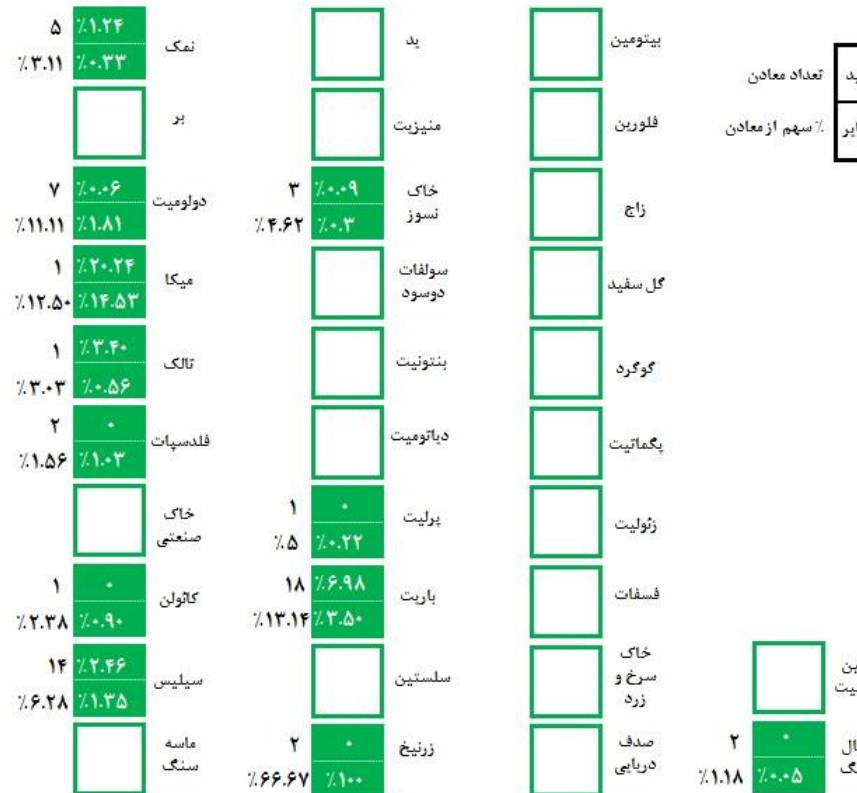 تعداد معادن
٪ سهم از معادن
بیتومین
فلورین
زاج
گل سفید
گوگرد
پگماتیت
زئولیت
فسفات
خاک
سرخ و
زرد
صدف
دریایی
۲
۰
٪۱.۱۸
٪۰.۰۵
ید
منیزیت
خاک
نسوز
۳
٪۰.۰۹
٪۴.۶۲
٪۰.۳
سولفات
دوسود
بنتونیت
دیاتومیت
پرلیت
۱
۰
٪۵
٪۰.۲۲
باریت
۱۸
٪۶.۹۸
٪۱۳.۱۴
٪۳.۵۰
سلستین
زرنیخ
۲
۰
٪۶۶.۶۷
٪۱۰۰
نمک
۵
٪۱.۲۴
٪۳.۱۱
٪۰.۳۳
بر
دولومیت
۷
٪۰.۰۶
٪۱۱.۱۱
٪۱.۸۱
میکا
۱
٪۲۰.۲۴
٪۱۲.۵۰
٪۱۴.۵۳
تالک
۱
٪۳.۴۰
٪۳.۰۳
٪۰.۵۶
فلدسپات
۲
۰
٪۱.۵۶
٪۱.۰۳
خاک
صنعتی
کائولن
۱
۰
٪۲.۳۸
٪۰.۹۰
سیلیس
۱۴
٪۲.۴۶
٪۶.۲۸
٪۱.۳۵
ماسه
سنگ